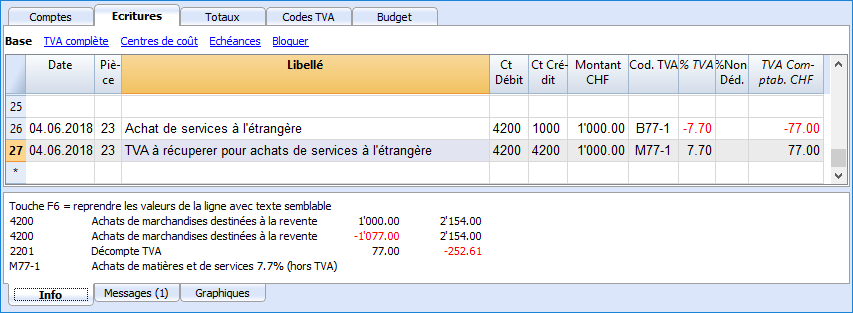 Comptes Ecritures Totaux Codes TVA Budget
Base TVA complète Centres de coût Echéances Bloquer
Date Piè-ce Libellé Ct Débit Ct Cré-dit Montant CHF Cod. TVA % TVA %Non Déd. TVA Com-ptab. CHF
25
26 04.06.2018 23 Achat de services à l'étrangère 4200 1000 1'000.00 B77-1 -7.70 -77.00
27 04.06.2018 23 TVA à récuperer pour achats de services à l'étrangère 4200 4200 1'000.00 M77-1 7.70 77.00
*
Touche F6 = reprendre les valeurs de la ligne avec texte semblable
4200 Achats de marchandises destinées à la revente 1'000.00 2'154.00
4200 Achats de marchandises destinées à la revente -1'077.00 2'154.00
2201 Décompte TVA 77.00 -252.61
M77-1 Achats de matières et de services 7.7% (hors TVA)
Info Messages (1) Graphiques